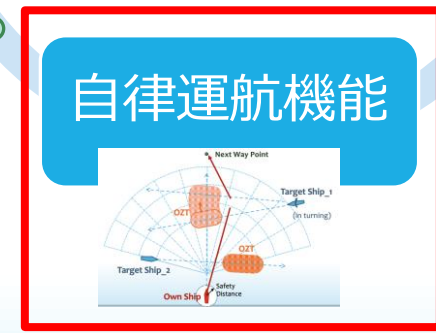 自律運航機能
Next Way Point
Target Ship_1
(In turning)
OZT
OZT
Target Ship_2
Own Ship
Safety
Distance